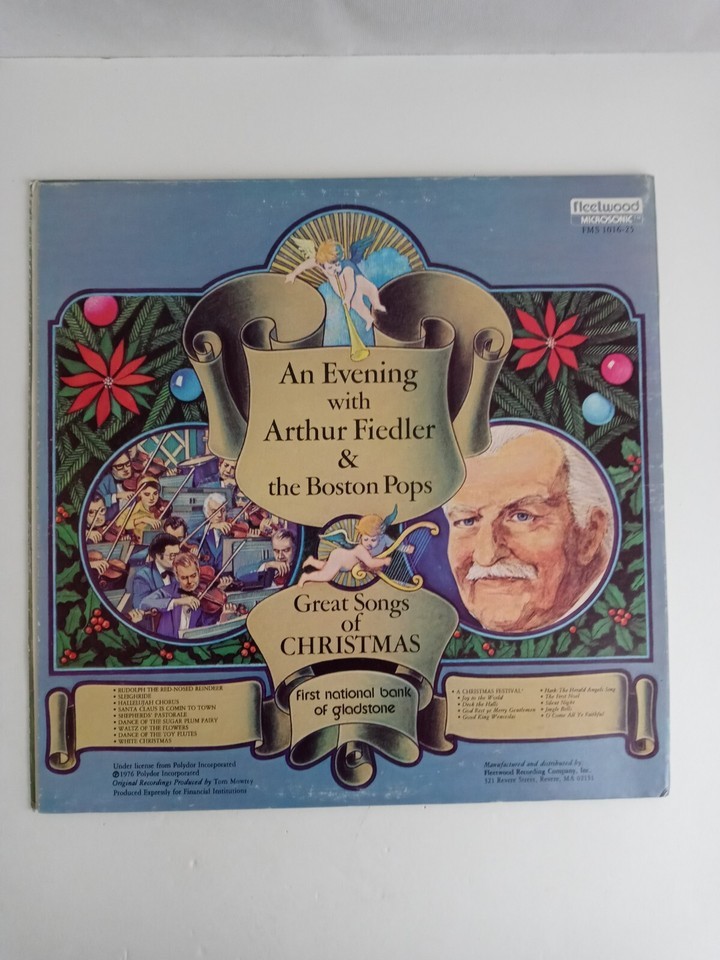 fleetwood
MICROSONIC
FMS 1016-25
An Evening
with
Arthur Fiedler
&
the Boston Pops
Great Songs
of
CHRISTMAS
First national bank
of gladstone
• RUDOLPH THE RED-NOSED REINDEER
• SLEIGHRIDE
• HALLELUJAH CHORUS
• SANTA CLAUS IS COMIN TO TOWN
• SHEPHERDS' PASTORALE
• DANCE OF THE SUGAR PLUM FAIRY
• WALTZ OF THE FLOWERS
• DANCE OF THE TOY FLUTES
• WHITE CHRISTMAS
• A CHRISTMAS FESTIVAL:
• Joy to the World
• Deck the Halls
• God Rest ye Merry Gentlemen
• Good King Wenceslas
• Hark The Herald Angels Sing
• The First Noel
• Silent Night
• Jingle Bells
• O Come All Ye Faithful
Under license from Polydor Incorporated
℗1976 Polydor Incorporated
Original Recordings Produced by Tom Mowrey
Produced Expressly for Financial Institutions
Manufactured and distributed by:
Fleetwood Recording Company, Inc.
321 Revere Street, Revere, MA 02151